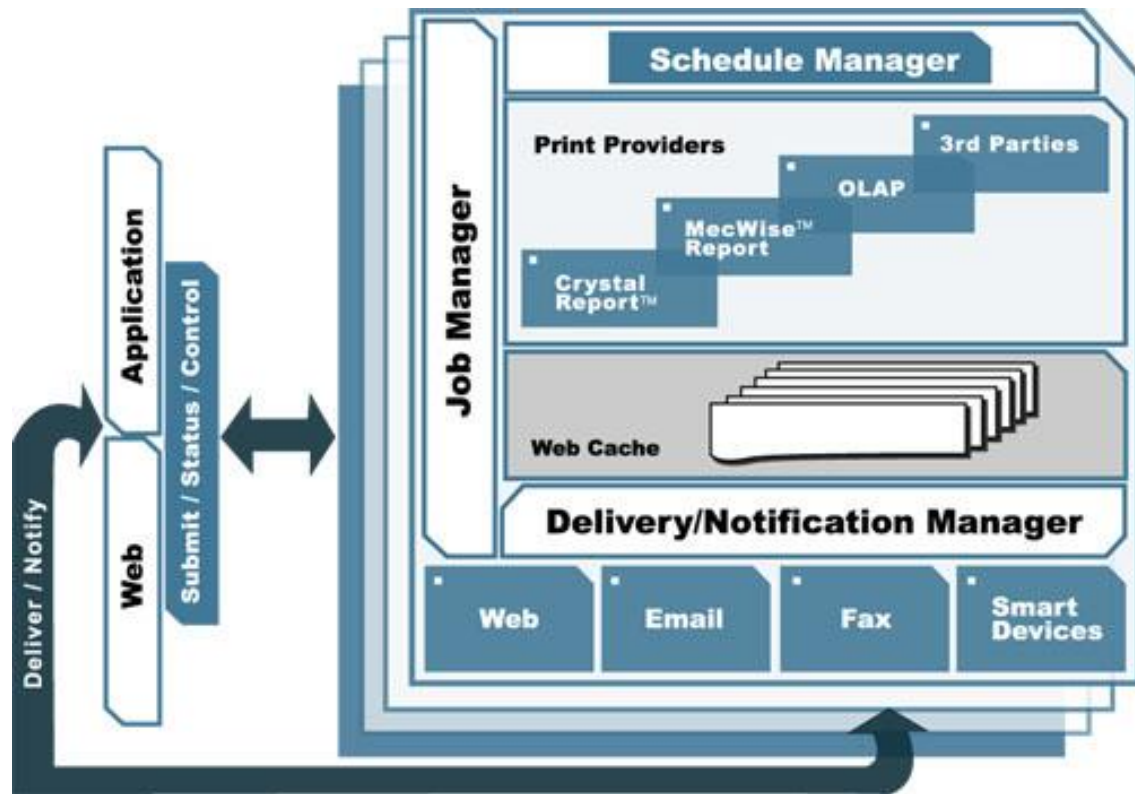 Schedule Manager
Print Providers
3rd Parties
OLAP
MecWise™
Report
Crystal
Report™
Job Manager
Application
Submit / Status / Control
Web Cache
Web
Deliver / Notify
Delivery/Notification Manager
Web
Email
Fax
Smart
Devices